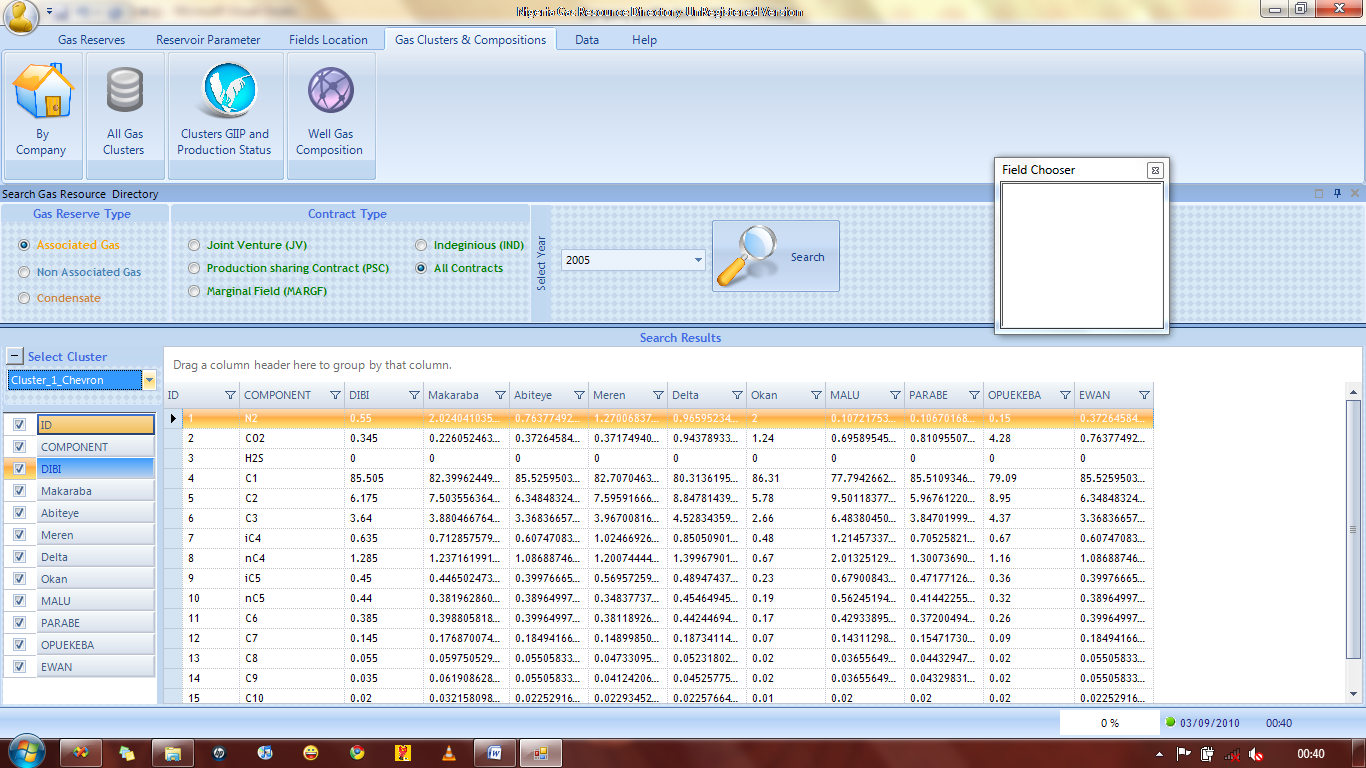 Nigeria Gas Resource Directory: UnRegistered Version
Gas Reserves Reservoir Parameter Fields Location Gas Clusters & Compositions Data Help
By Company
All Gas Clusters
Clusters GIIP and Production Status
Well Gas Composition
Field Chooser
Search Gas Resource Directory
Gas Reserve Type
Associated Gas
Non Associated Gas
Condensate
Contract Type
Joint Venture (JV)
Production sharing Contract (PSC)
Marginal Field (MARGF)
Indeginious (IND)
All Contracts
Select Year
2005
Search
Search Results
Select Cluster
Cluster_1_Chevron
ID
COMPONENT
DIBI
Makaraba
Abiteye
Meren
Delta
Okan
MALU
PARABE
OPUEKEBA
EWAN
Drag a column header here to group by that column.
ID COMPONENT DIBI Makaraba Abiteye Meren Delta Okan MALU PARABE OPUEKEBA EWAN
1 N2 0.55 2.024041035... 0.76377492... 1.27006837... 0.96595234... 2 0.10721753... 0.10670168... 0.15 0.37264584...
2 CO2 0.345 0.226052463... 0.37264584... 0.37174940... 0.94378933... 1.24 0.69589545... 0.81095507... 4.28 0.76377492...
3 H2S 0 0 0 0 0 0 0 0 0 0
4 C1 85.505 82.39962449... 85.5259503... 82.7070463... 80.3136195... 86.31 77.7942662... 85.5109346... 79.09 85.5259503...
5 C2 6.175 7.503556364... 6.34848324... 7.59591666... 8.84781439... 5.78 9.50118377... 5.96761220... 8.95 6.34848324...
6 C3 3.64 3.880466764... 3.36836657... 3.96700816... 4.52834359... 2.66 6.48380450... 3.84701999... 4.37 3.36836657...
7 iC4 0.635 0.712857579... 0.60747083... 1.02466926... 0.85050901... 0.48 1.21457337... 0.70525821... 0.67 0.60747083...
8 nC4 1.285 1.237161991... 1.08688746... 1.20074444... 1.39967901... 0.67 2.01325129... 1.30073690... 1.16 1.08688746...
9 iC5 0.45 0.446502473... 0.39976665... 0.56957259... 0.48947437... 0.23 0.67900843... 0.47177126... 0.36 0.39976665...
10 nC5 0.44 0.381962860... 0.38964997... 0.34837737... 0.45464945... 0.19 0.56245194... 0.41442255... 0.32 0.38964997...
11 C6 0.385 0.398805818... 0.39964997... 0.38118926... 0.44244694... 0.17 0.42933895... 0.37200494... 0.26 0.39964997...
12 C7 0.145 0.176870074... 0.18494166... 0.14899850... 0.18734114... 0.07 0.14311298... 0.15471730... 0.09 0.18494166...
13 C8 0.055 0.059750529... 0.05505833... 0.04733095... 0.05231802... 0.02 0.03655649... 0.04432947... 0.02 0.05505833...
14 C9 0.035 0.061908628... 0.05505833... 0.04124206... 0.04525775... 0.02 0.03655649... 0.04329831... 0.02 0.05505833...
15 C10 0.02 0.032158098... 0.02252916... 0.02293452... 0.02257664... 0.01 0.02 0.02 0.02 0.02252916...
0 % 03/09/2010 00:40
00:40